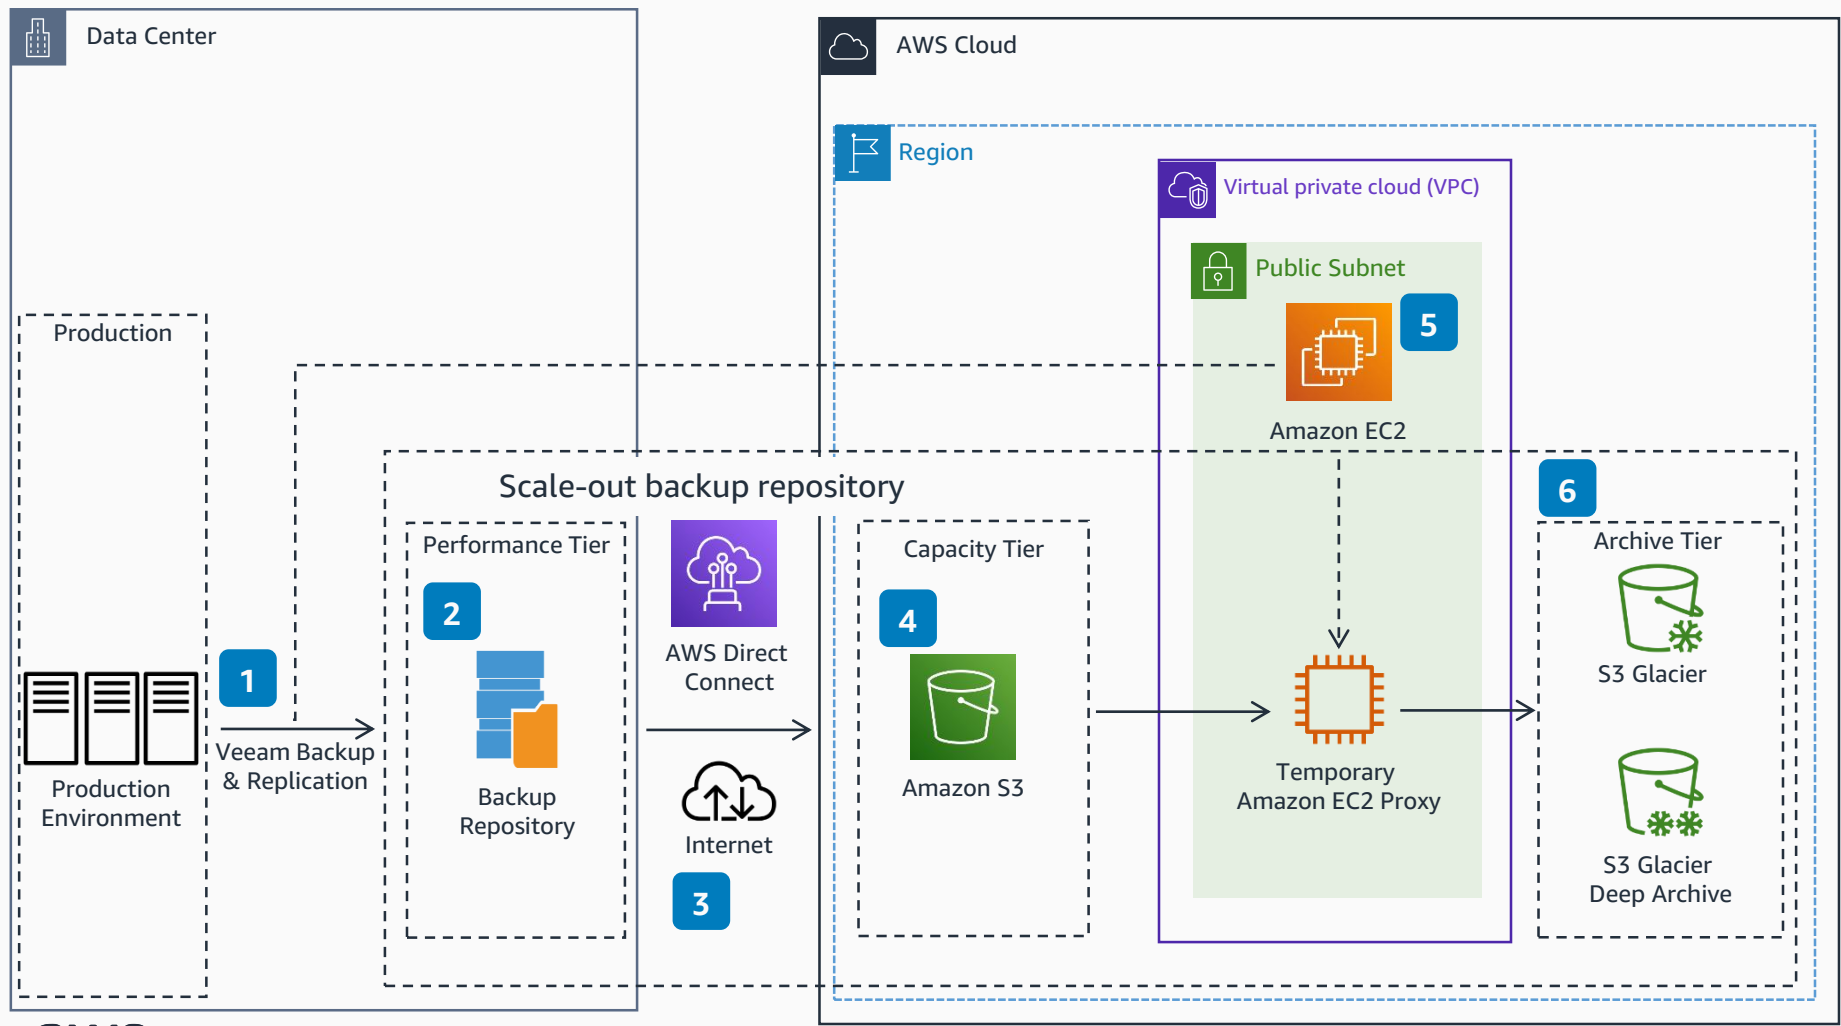 Data Center
AWS Cloud
Region
Virtual private cloud (VPC)
Public Subnet
5
Production
Amazon EC2
Scale-out backup repository
6
Performance Tier
Capacity Tier
Archive Tier
2
4
AWS Direct
Connect
1
S3 Glacier
Veeam Backup
& Replication
Production
Environment
Backup
Repository
Internet
3
Amazon S3
Temporary
Amazon EC2 Proxy
S3 Glacier
Deep Archive